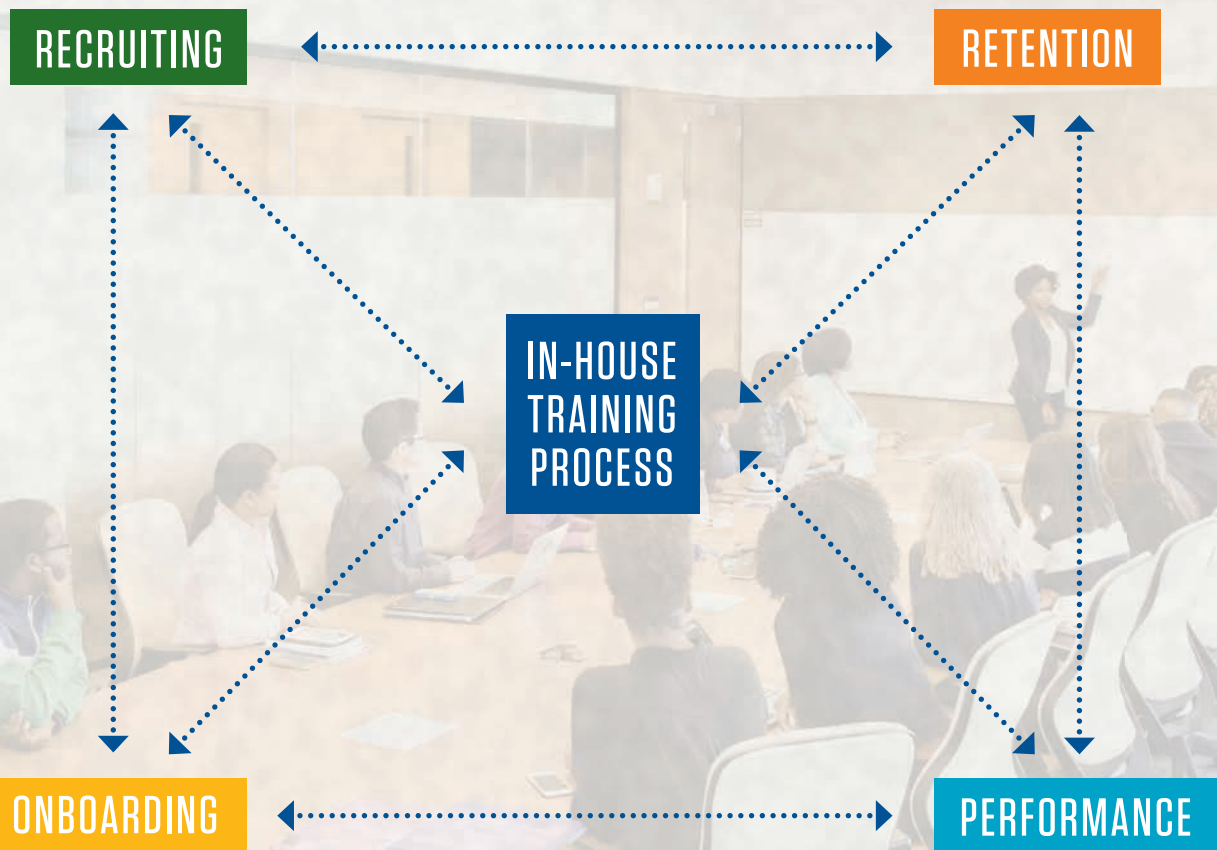 RECRUITING
RETENTION
IN-HOUSE
TRAINING
PROCESS
ONBOARDING
PERFORMANCE